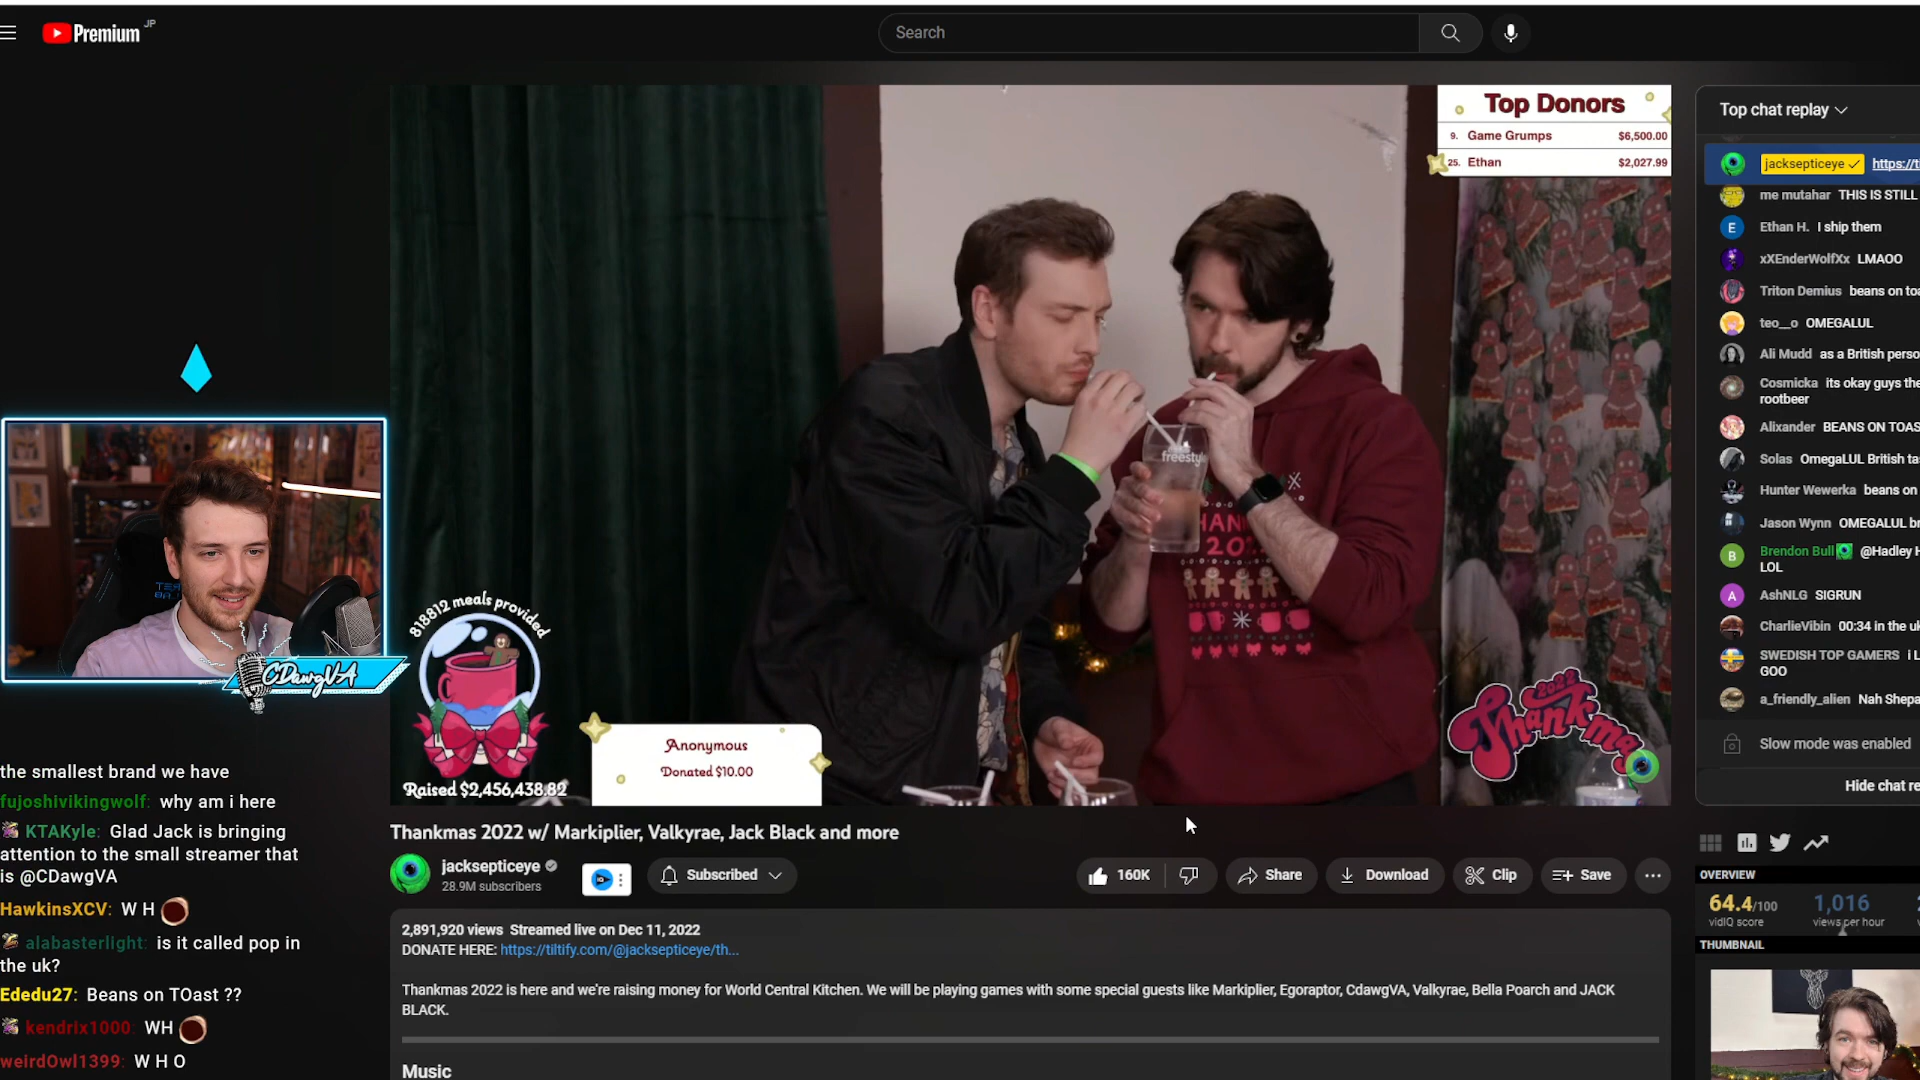 Premium JP
Search
Top Donors
9. Game Grumps $6,500.00
25. Ethan $2,027.99
freesty
818812 meals provided
Raised $2,456,438.82
Anonymous
Donated $10.00
2022
Thankmas
CDawgVA
the smallest brand we have
fujoshivikingwolf: why am i here
KTAKyle: Glad Jack is bringing
attention to the small streamer that
is @CDawgVA
HawkinsXCV: W H
alabasterlight: is it called pop in
the uk?
Ededu27: Beans on TOast ??
kendrix1000: WH
weirdOwl1399: W H O
Thankmas 2022 w/ Markiplier, Valkyrae, Jack Black and more
jacksepticeye
28.9M subscribers
Subscribed
160K
Share
Download
Clip
Save
2,891,920 views Streamed live on Dec 11, 2022
DONATE HERE: https://tiltify.com/@jacksepticeye/th...
Thankmas 2022 is here and we're raising money for World Central Kitchen. We will be playing games with some special guests like Markiplier, Egoraptor, CdawgVA, Valkyrae, Bella Poarch and JACK
BLACK.
Music
Top chat replay
jacksepticeye https://ti
me mutahar THIS IS STILL
Ethan H. I ship them
xXEnderWolfXx LMAOO
Triton Demius beans on toa
teo__o OMEGALUL
Ali Mudd as a British perso
Cosmicka its okay guys the
rootbeer
Alixander BEANS ON TOAS
Solas OmegaLUL British ta
Hunter Wewerka beans on
Jason Wynn OMEGALUL br
Brendon Bull @Hadley H
LOL
AshNLG SIGRUN
CharlieVibin 00:34 in the uk
SWEDISH TOP GAMERS i L
GOO
a_friendly_alien Nah Shepa
Slow mode was enabled
Hide chat re
OVERVIEW
64.4/100
vidIQ score
1,016
views per hour
THUMBNAIL